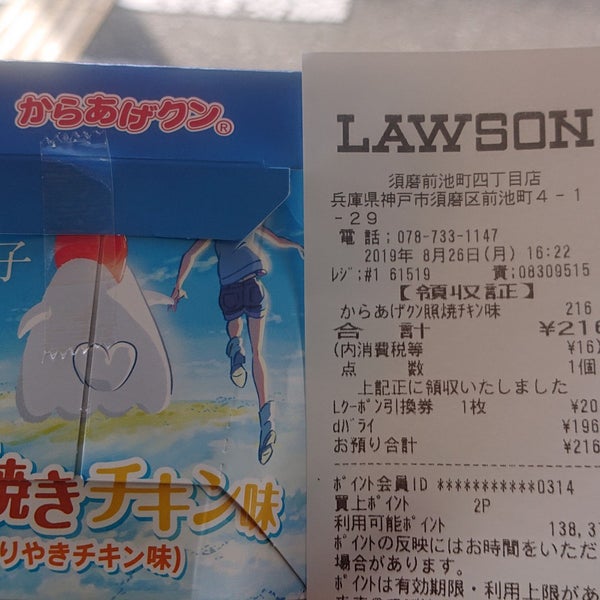 からあげクン®
子
焼きチキン味
りやきチキン味)
LAWSON
須磨前池町四丁目店
兵庫県神戸市須磨区前池町4-1
-29
電話;078-733-1147
2019年 8月26日(月) 16:22
レジ;#1 61519 責;08309515
【領収証】
からあげクン照焼チキン味 216
合計 ¥216
(内消費税等 ¥16)
点数 1個
上記正に領収いたしました
Lクーポン引換券 1枚 ¥20
dバライ ¥196
お預り合計 ¥216
ポイント会員ID ***********0314
買上ポイント 2P
利用可能ポイント 138,3
ポイントの反映にはお時間をいただ
場合があります。
ポイントは有効期限・利用上限があ